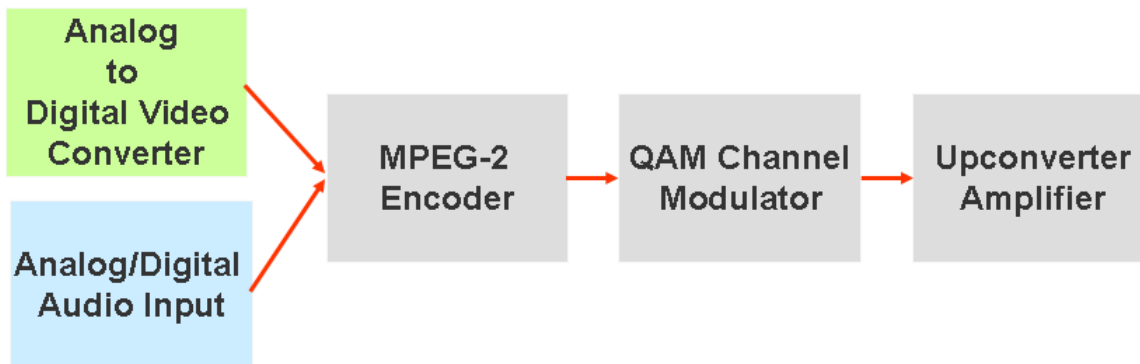 Analog
to
Digital Video
Converter
Analog/Digital
Audio Input
MPEG-2
Encoder
QAM Channel
Modulator
Upconverter
Amplifier